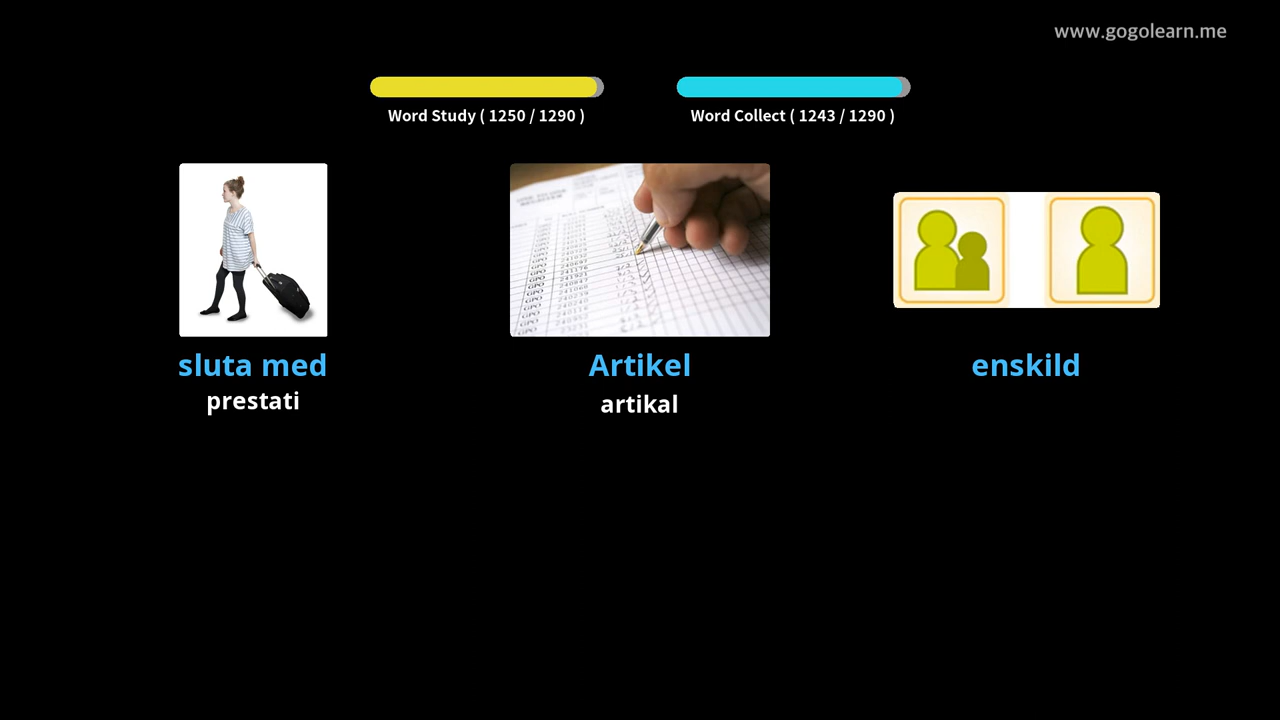 www.gogolearn.me
Word Study ( 1250 / 1290 )
Word Collect ( 1243 / 1290 )
sluta med
prestati
Artikel
artikal
enskild